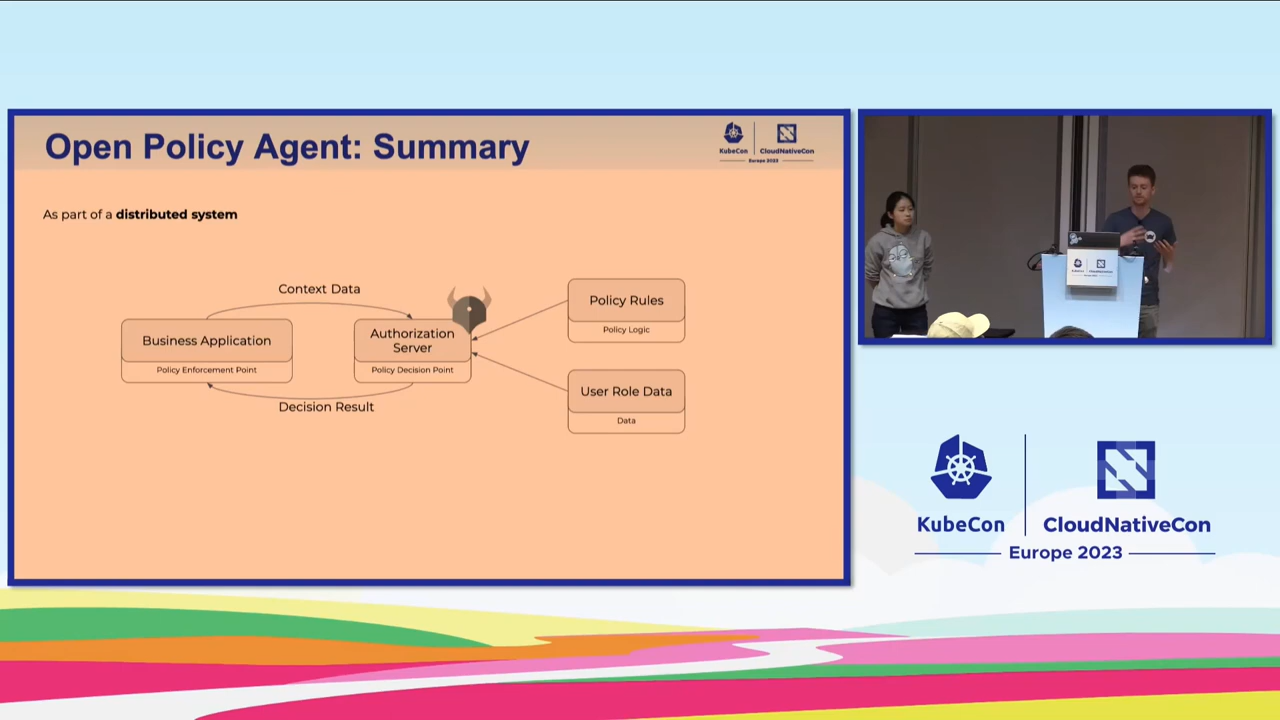 Open Policy Agent: Summary
KubeCon
CloudNativeCon
Europe 2023
As part of a distributed system
Context Data
Business Application
Policy Enforcement Point
Authorization
Server
Policy Decision Point
Decision Result
Policy Rules
Policy Logic
User Role Data
Data
KubeCon
CloudNativeCon
Europe 2023